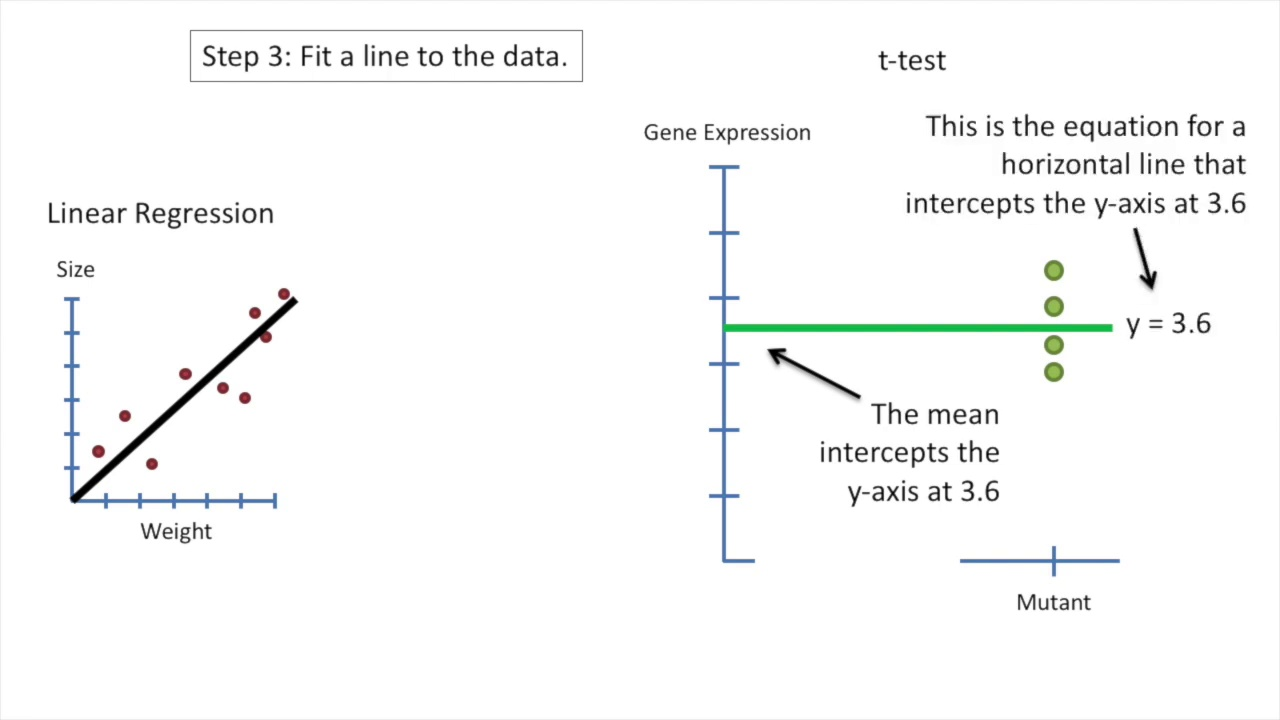 Step 3: Fit a line to the data.
t-test
Gene Expression
This is the equation for a
horizontal line that
intercepts the y-axis at 3.6
Linear Regression
Size
y = 3.6
The mean
intercepts the
y-axis at 3.6
Weight
Mutant